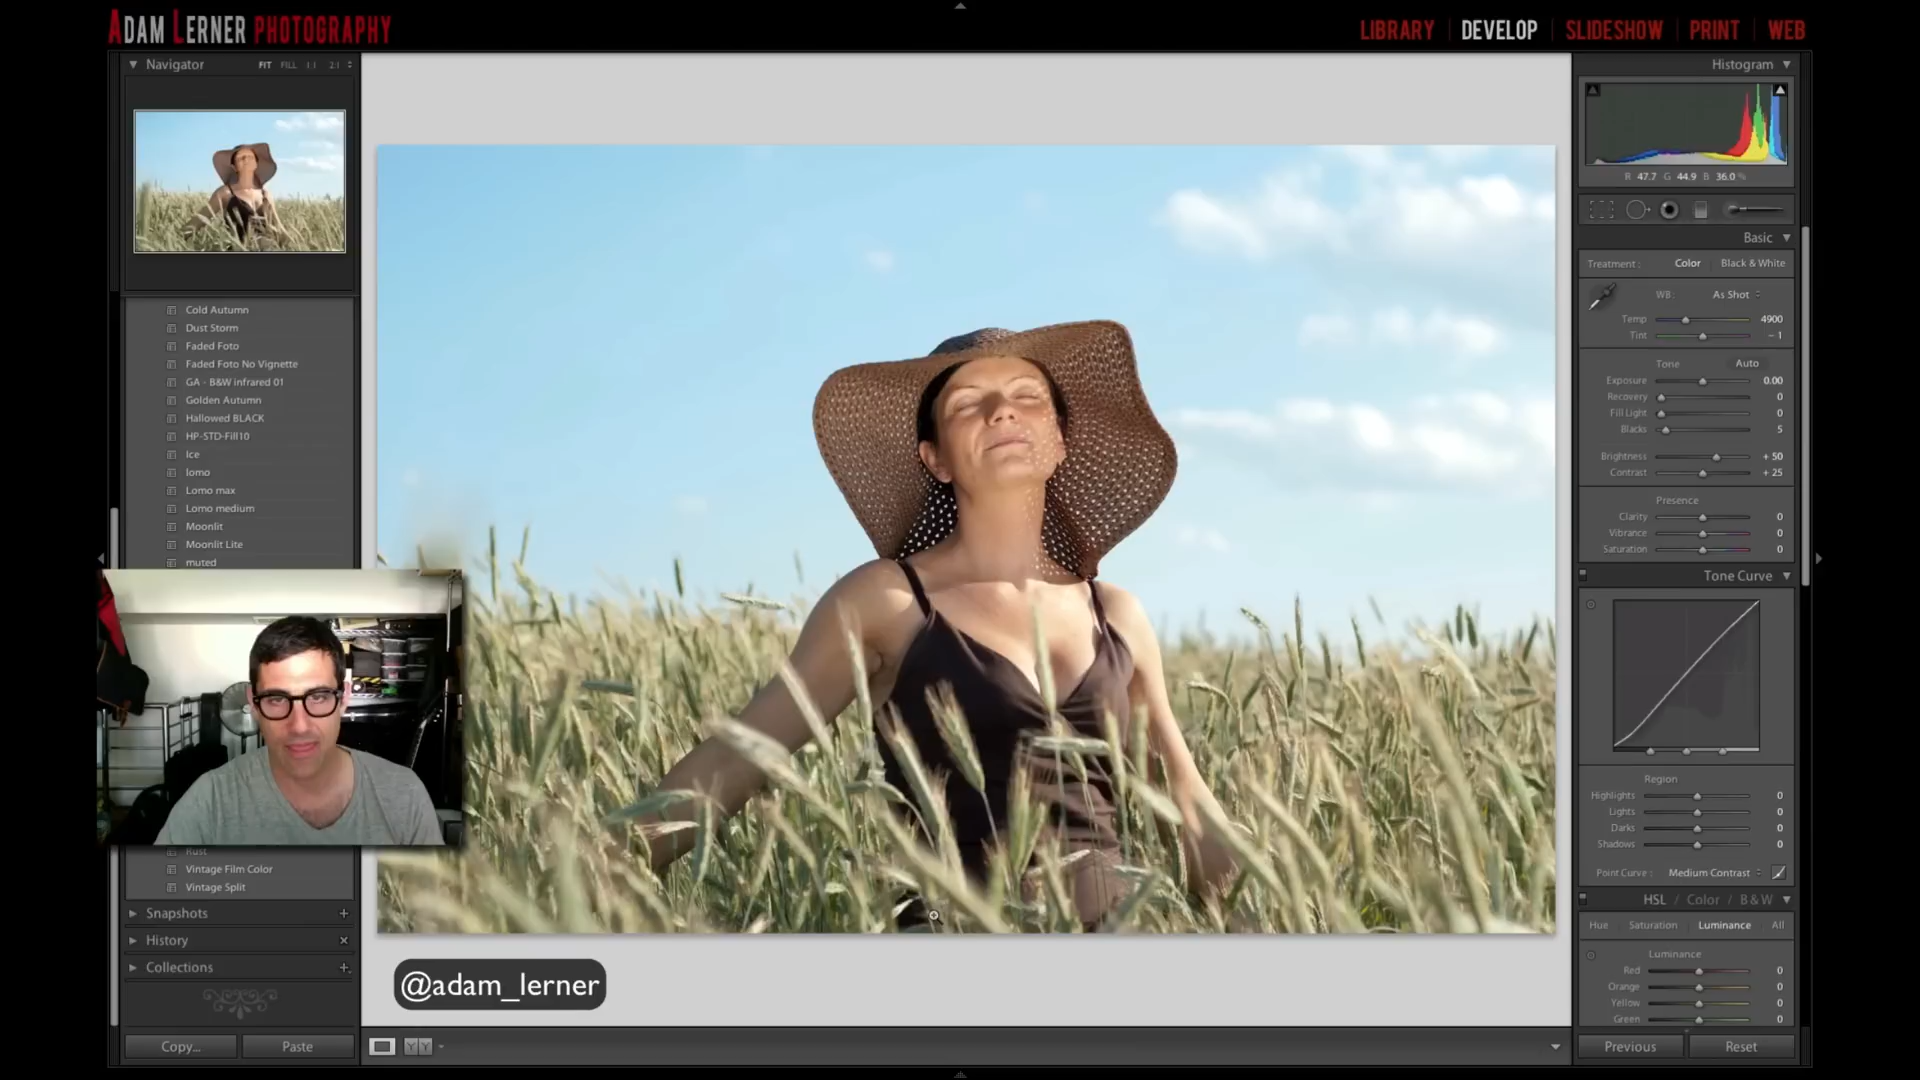 ADAM LERNER PHOTOGRAPHY
LIBRARY | DEVELOP | SLIDESHOW | PRINT | WEB
Navigator FIT FILL 1:1 2:1
Cold Autumn
Dust Storm
Faded Foto
Faded Foto No Vignette
GA - B&W infrared 01
Golden Autumn
Hallowed BLACK
HP-STD-Fill10
Ice
lomo
Lomo max
Lomo medium
Moonlit
Moonlit Lite
muted
Rust
Vintage Film Color
Vintage Split
Snapshots +
History ×
Collections +
Copy... Paste
@adam_lerner
Histogram
R 47.7 G 44.9 B 36.0 %
Basic
Treatment : Color Black & White
WB: As Shot
Temp 4900
Tint – 1
Tone Auto
Exposure 0.00
Recovery 0
Fill Light 0
Blacks 5
Brightness + 50
Contrast + 25
Presence
Clarity 0
Vibrance 0
Saturation 0
Tone Curve
Region
Highlights 0
Lights 0
Darks 0
Shadows 0
Point Curve : Medium Contrast
HSL / Color / B & W
Hue Saturation Luminance All
Luminance
Red 0
Orange 0
Yellow 0
Green 0
Previous Reset